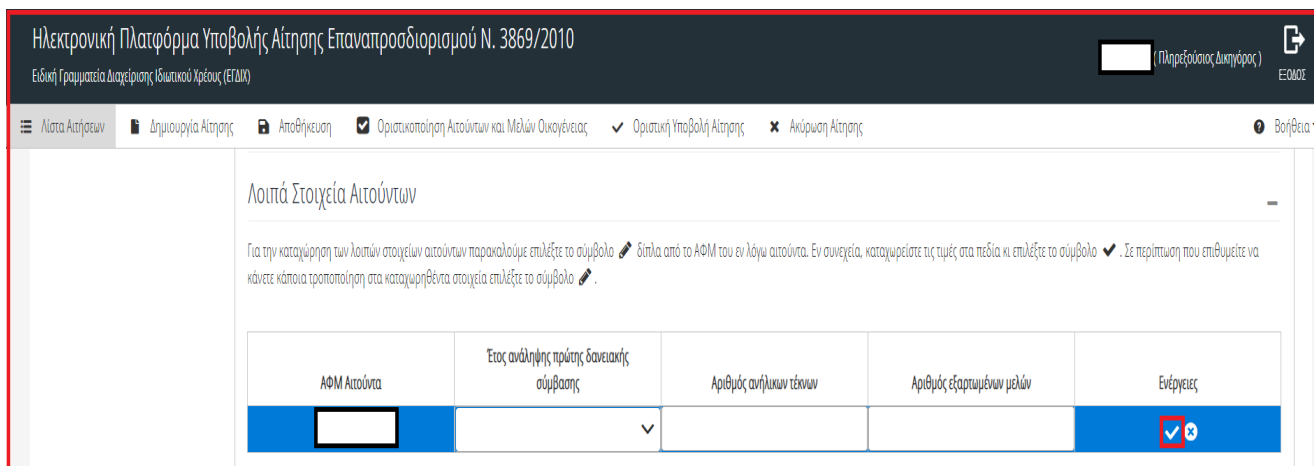 Ηλεκτρονική Πλατφόρμα Υποβολής Αίτησης Επαναπροσδιορισμού Ν. 3869/2010
Ειδική Γραμματεία Διαχείρισης Ιδιωτικού Χρέους (ΕΓΔΙΧ)
( Πληρεξούσιος Δικηγόρος )
ΕΞΟΔΟΣ
Λίστα Αιτήσεων Δημιουργία Αίτησης Αποθήκευση Οριστικοποίηση Αιτούντων και Μελών Οικογένειας Οριστική Υποβολή Αίτησης Ακύρωση Αίτησης Βοήθεια
Λοιπά Στοιχεία Αιτούντων
Για την καταχώρηση των λοιπών στοιχείων αιτούντων παρακαλούμε επιλέξτε το σύμβολο δίπλα από το ΑΦΜ του εν λόγω αιτούντα. Εν συνεχεία, καταχωρείστε τις τιμές στα πεδία κι επιλέξτε το σύμβολο . Σε περίπτωση που επιθυμείτε να
κάνετε κάποια τροποποίηση στα καταχωρηθέντα στοιχεία επιλέξτε το σύμβολο .
ΑΦΜ Αιτούντα
Έτος ανάληψης πρώτης δανειακής
σύμβασης
Αριθμός ανήλικων τέκνων
Αριθμός εξαρτωμένων μελών
Ενέργειες